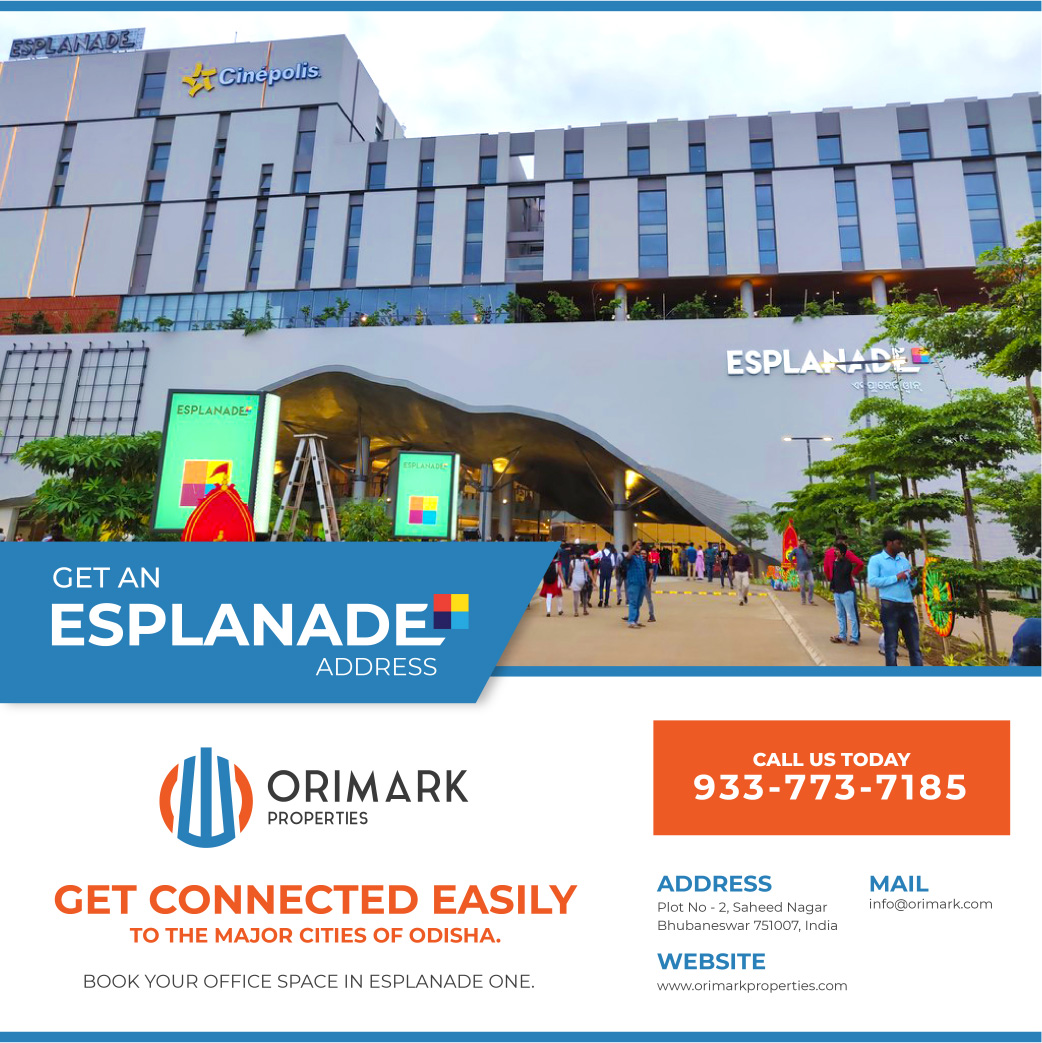 ESPLANADE
Cinépolis
ESPLANADE
ESPLANADE
ESPLANADE
GET AN
ESPLANADE
ADDRESS
ORIMARK
PROPERTIES
GET CONNECTED EASILY
TO THE MAJOR CITIES OF ODISHA.
BOOK YOUR OFFICE SPACE IN ESPLANADE ONE.
CALL US TODAY
933-773-7185
ADDRESS
Plot No - 2, Saheed Nagar
Bhubaneswar 751007, India
MAIL
info@orimark.com
WEBSITE
www.orimarkproperties.com